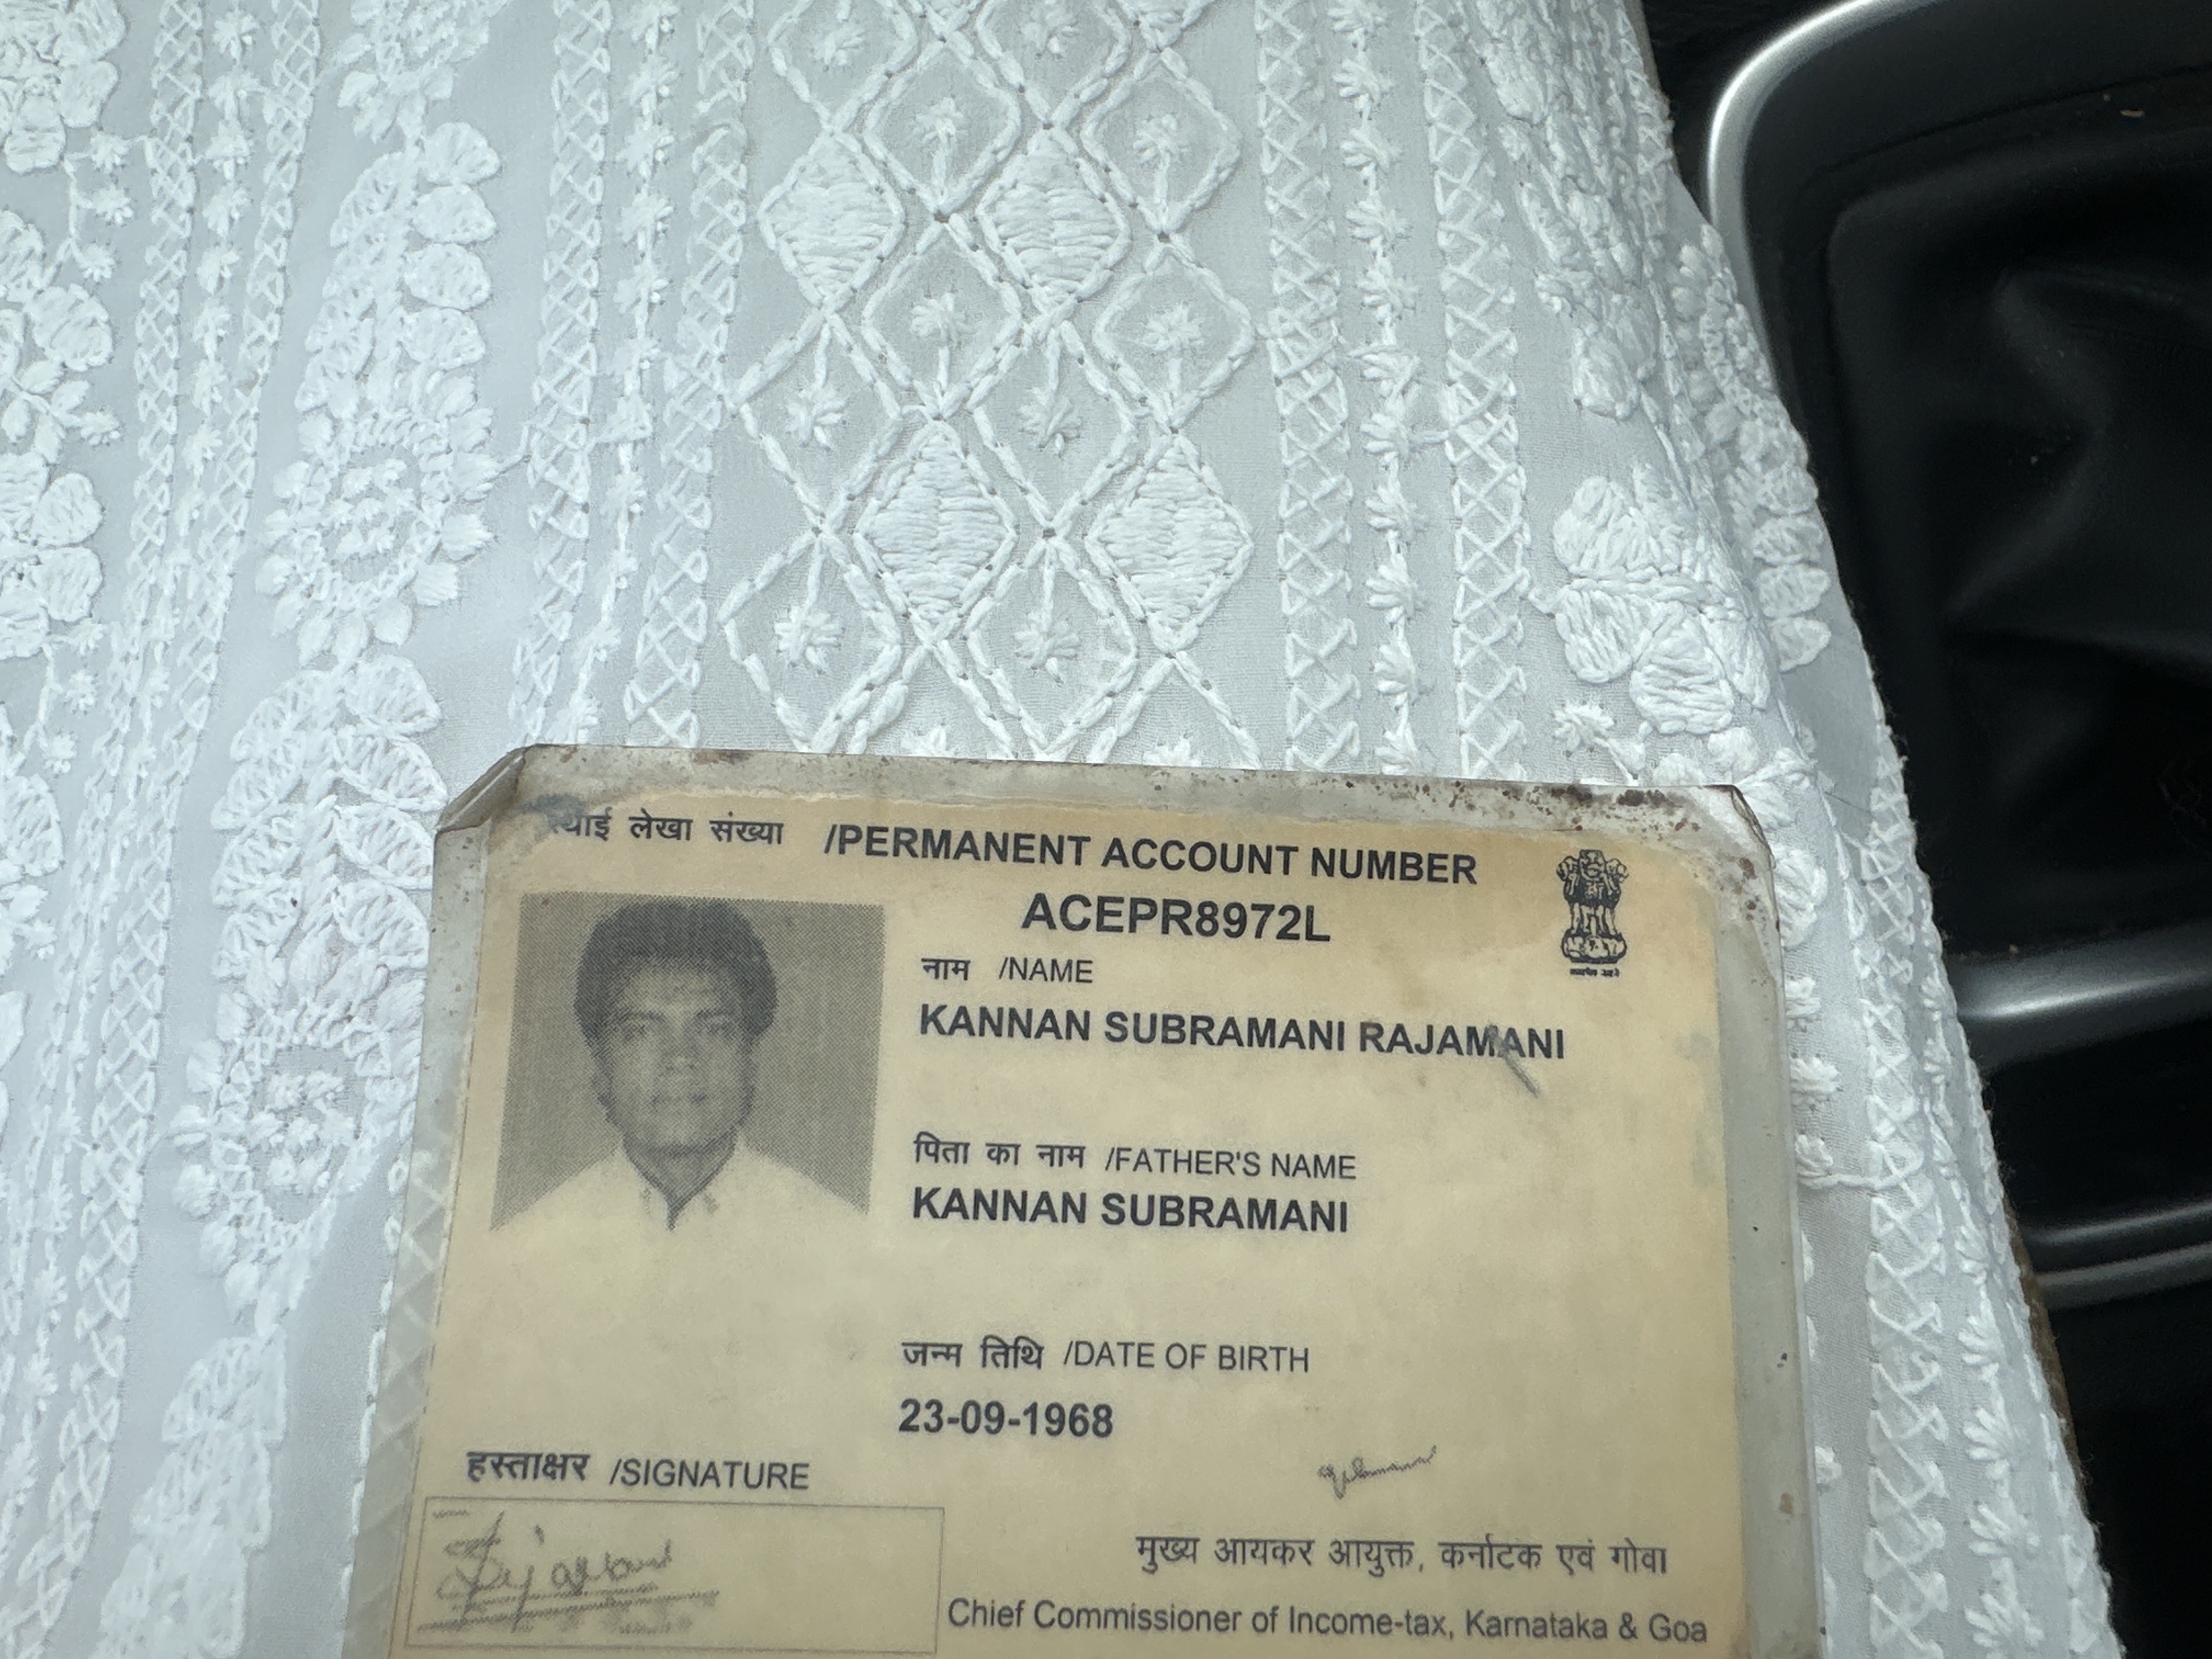 स्थाई लेखा संख्या /PERMANENT ACCOUNT NUMBER
ACEPR8972L
नाम /NAME
KANNAN SUBRAMANI RAJAMANI
पिता का नाम /FATHER'S NAME
KANNAN SUBRAMANI
जन्म तिथि /DATE OF BIRTH
23-09-1968
हस्ताक्षर /SIGNATURE
मुख्य आयकर आयुक्त, कर्नाटक एवं गोवा
Chief Commissioner of Income-tax, Karnataka & Goa